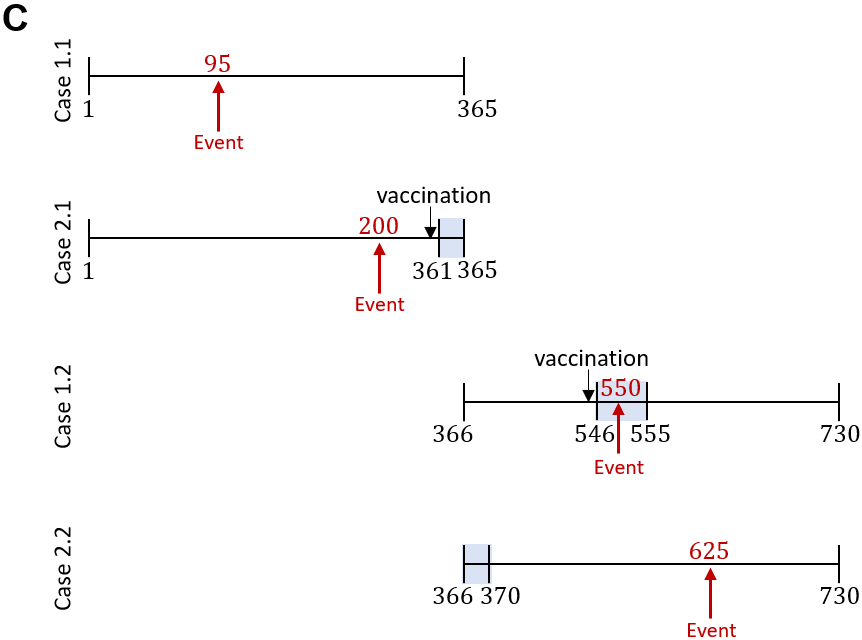 C
Case 1.1
95
1
365
Event
Case 2.1
vaccination
200
1
361 365
Event
Case 1.2
vaccination
550
366
546 555
730
Event
Case 2.2
625
366 370
730
Event